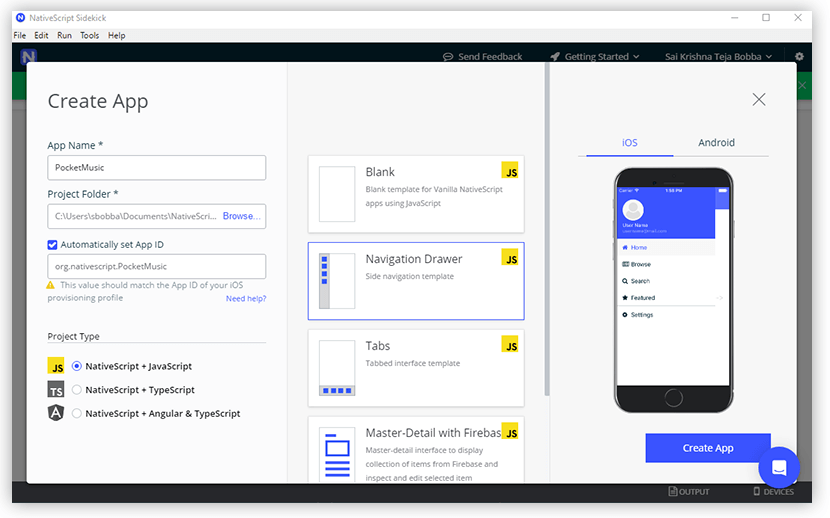 NativeScript Sidekick
File Edit Run Tools Help
N
Send Feedback
Getting Started
Sai Krishna Teja Bobba
Create App
App Name *
PocketMusic
Project Folder *
C:\Users\sbobba\Documents\NativeScri... Browse...
Automatically set App ID
org.nativescript.PocketMusic
This value should match the App ID of your iOS
provisioning profile
Need help?
Project Type
JS NativeScript + JavaScript
TS NativeScript + TypeScript
A NativeScript + Angular & TypeScript
Blank
JS
Blank template for Vanilla NativeScript
apps using JavaScript
Navigation Drawer
JS
Side navigation template
Tabs
JS
Tabbed interface template
Master-Detail with Firebas
JS
Master-detail interface to display
collection of items from Firebase and
inspect and edit selected item
iOS Android
Carrier 1:50 PM
User Name
Home
Browse
Search
Featured
Settings
Create App
OUTPUT DEVICES